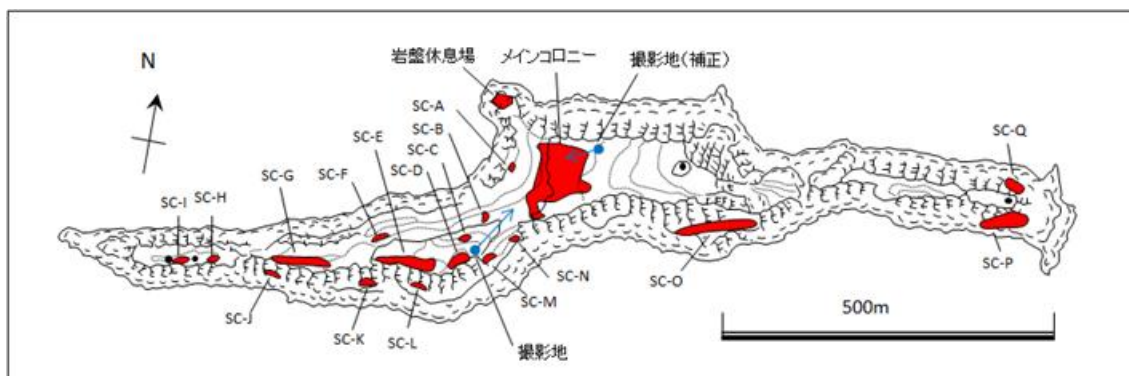 岩盤休息場
メインコロニー
撮影地(補正)
N
SC-A
SC-B
SC-C
SC-D
SC-E
SC-F
SC-G
SC-H
SC-I
SC-Q
SC-J
SC-K
SC-L
SC-M
SC-N
SC-O
SC-P
撮影地
500m